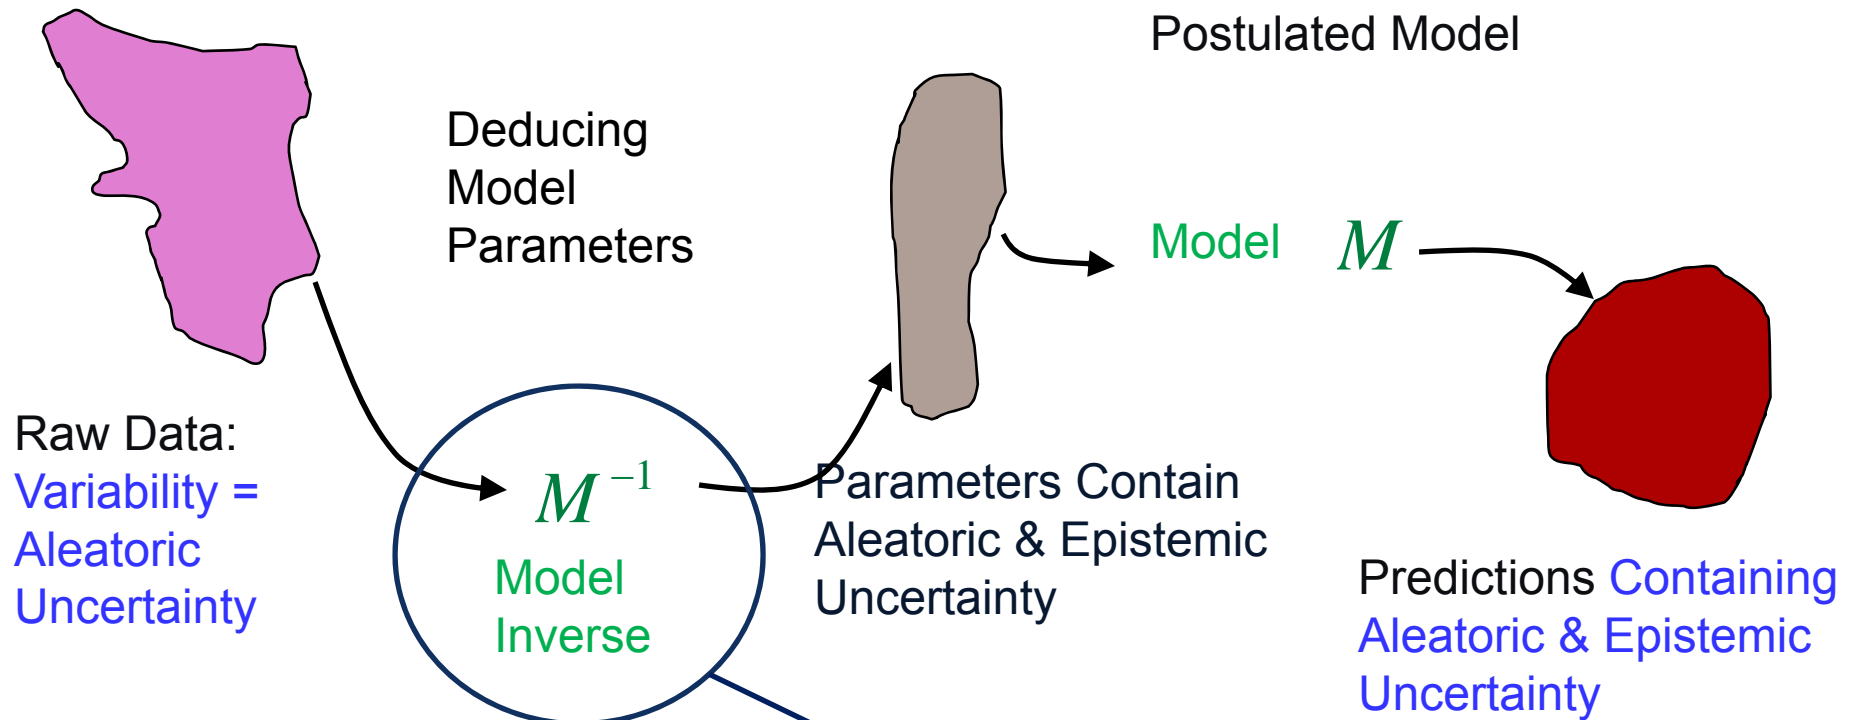 Postulated Model
Deducing
Model
Parameters
Model M
Raw Data:
Variability =
Aleatoric
Uncertainty
M⁻¹
Model
Inverse
Parameters Contain
Aleatoric & Epistemic
Uncertainty
Predictions Containing
Aleatoric & Epistemic
Uncertainty